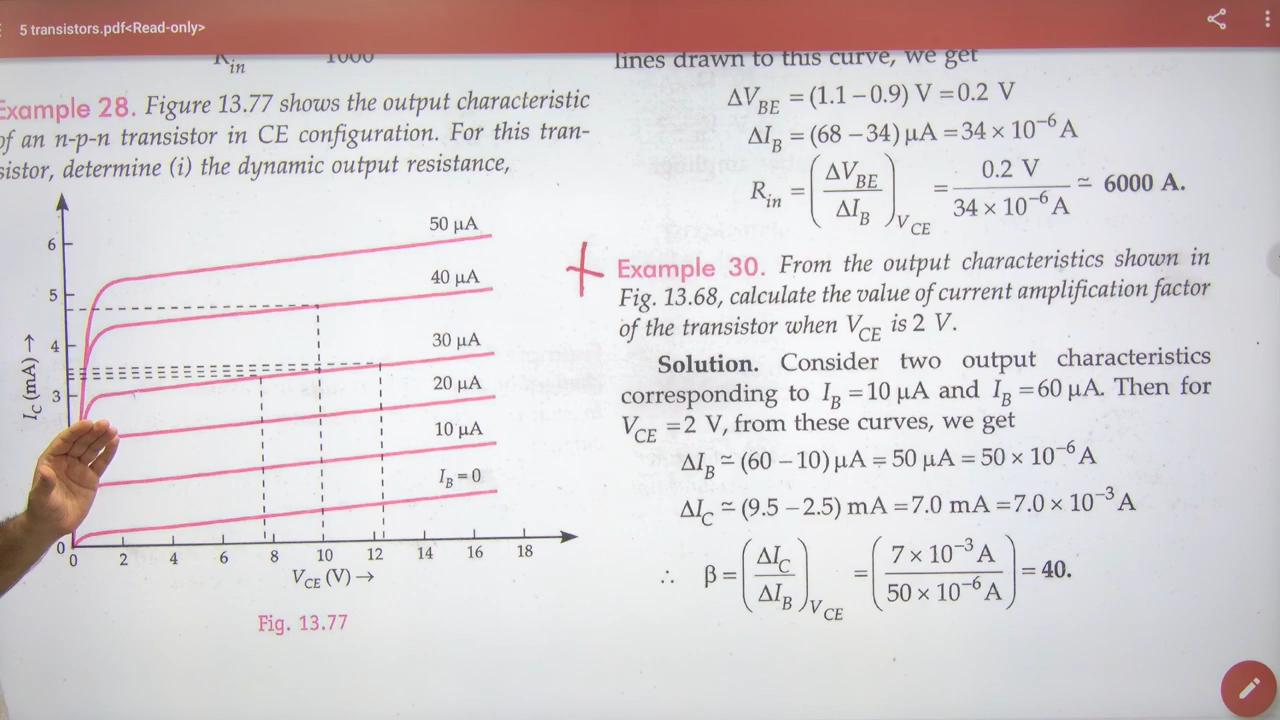 5 transistors.pdf<Read-only>
R_in 1000
Example 28. Figure 13.77 shows the output characteristic
of an n-p-n transistor in CE configuration. For this tran-
sistor, determine (i) the dynamic output resistance,
50 μA
40 μA
30 μA
20 μA
10 μA
I_B = 0
6
5
4
3
0
I_C (mA) →
0 2 4 6 8 10 12 14 16 18
V_CE (V) →
Fig. 13.77
lines drawn to this curve, we get
ΔV_BE = (1.1 – 0.9) V = 0.2 V
ΔI_B = (68 – 34) μA = 34 × 10^–6 A
R_in = (ΔV_BE / ΔI_B)_V_CE = 0.2 V / 34 × 10^–6 A ≃ 6000 A.
Example 30. From the output characteristics shown in
Fig. 13.68, calculate the value of current amplification factor
of the transistor when V_CE is 2 V.
Solution. Consider two output characteristics
corresponding to I_B = 10 μA and I_B = 60 μA. Then for
V_CE = 2 V, from these curves, we get
ΔI_B ≃ (60 – 10) μA = 50 μA = 50 × 10^–6 A
ΔI_C ≃ (9.5 – 2.5) mA = 7.0 mA = 7.0 × 10^–3 A
∴ β = (ΔI_C / ΔI_B)_V_CE = (7 × 10^–3 A / 50 × 10^–6 A) = 40.